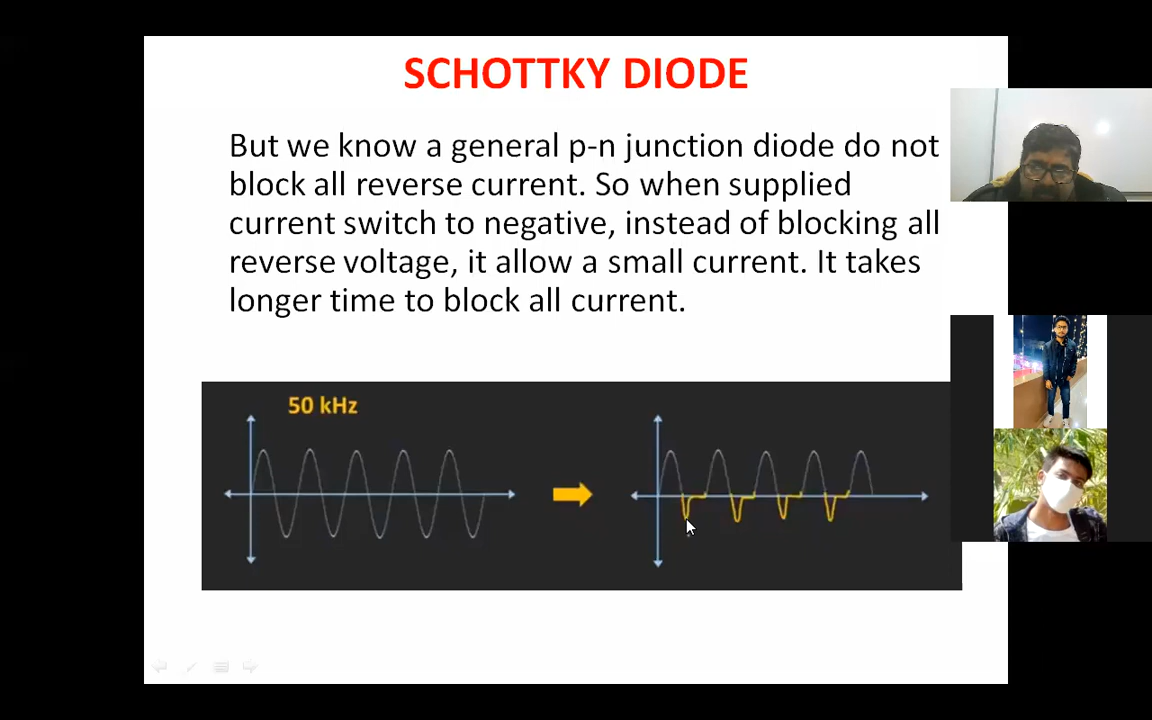 SCHOTTKY DIODE
But we know a general p-n junction diode do not
block all reverse current. So when supplied
current switch to negative, instead of blocking all
reverse voltage, it allow a small current. It takes
longer time to block all current.
50 kHz